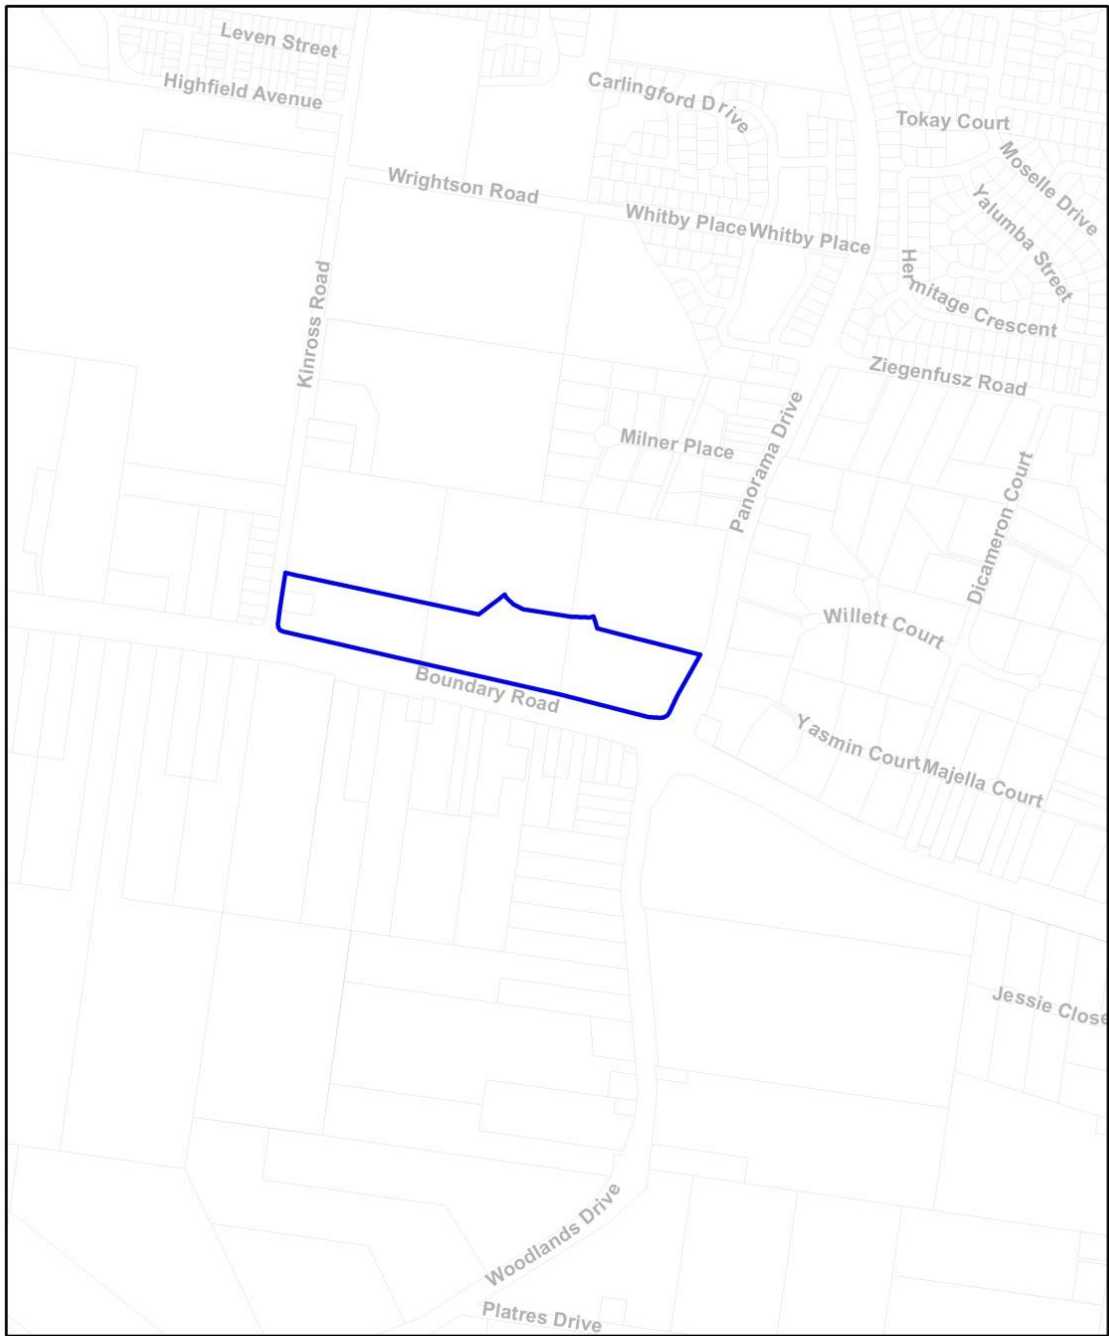 Leven Street
Highfield Avenue
Carlingford Drive
Tokay Court
Moselle Drive
Wrightson Road
Yalumba Street
Whitby Place
Whitby Place
Hermitage Crescent
Kinross Road
Ziegenfusz Road
Panorama Drive
Milner Place
Dicameron Court
Willett Court
Boundary Road
Yasmin Court
Majella Court
Jessie Close
Woodlands Drive
Platres Drive